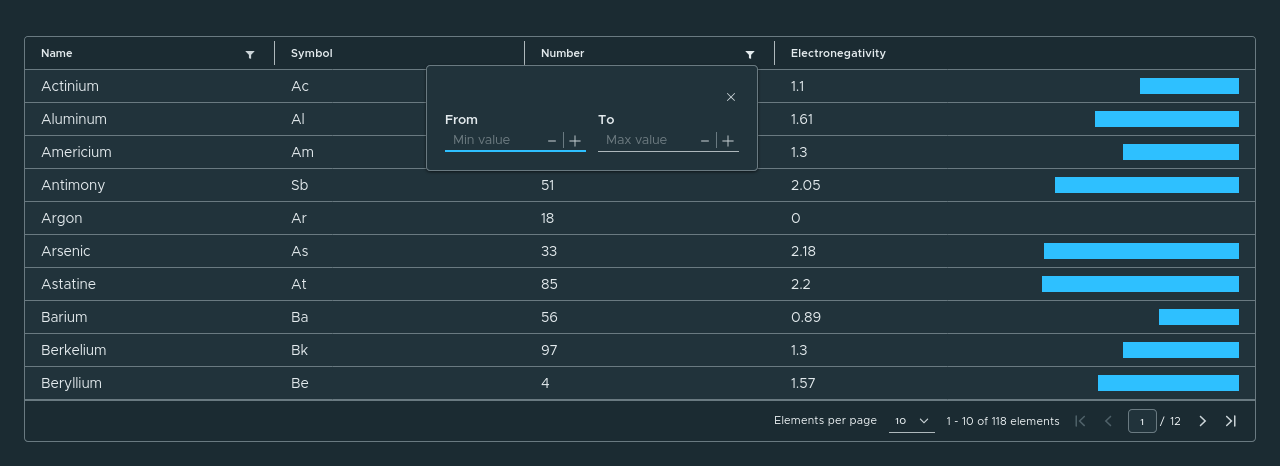 Name Symbol Number Electronegativity
Actinium Ac 1.1
From To
Min value Max value
Aluminum Al 1.61
Americium Am 1.3
Antimony Sb 51 2.05
Argon Ar 18 0
Arsenic As 33 2.18
Astatine At 85 2.2
Barium Ba 56 0.89
Berkelium Bk 97 1.3
Beryllium Be 4 1.57
Elements per page 10 1 - 10 of 118 elements 1 / 12